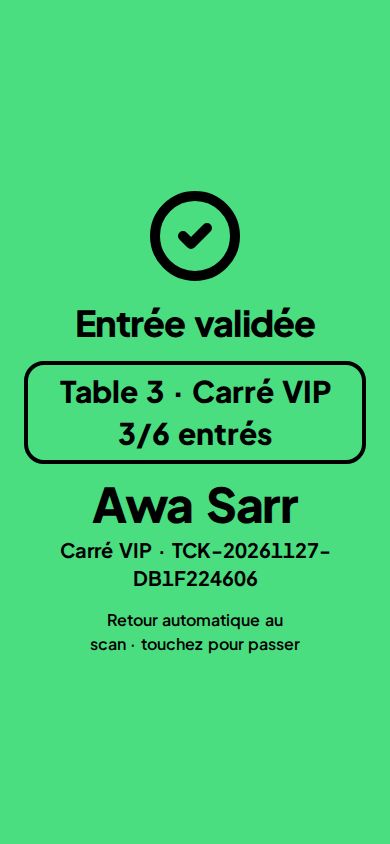 Entrée validée
Table 3 · Carré VIP
3/6 entrés
Awa Sarr
Carré VIP · TCK-20261127-
DB1F224606
Retour automatique au
scan · touchez pour passer